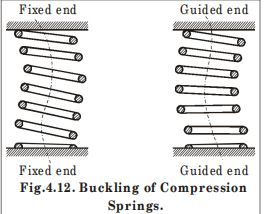 Fixed end Guided end
Fixed end Guided end
Fig.4.12. Buckling of Compression
Springs.